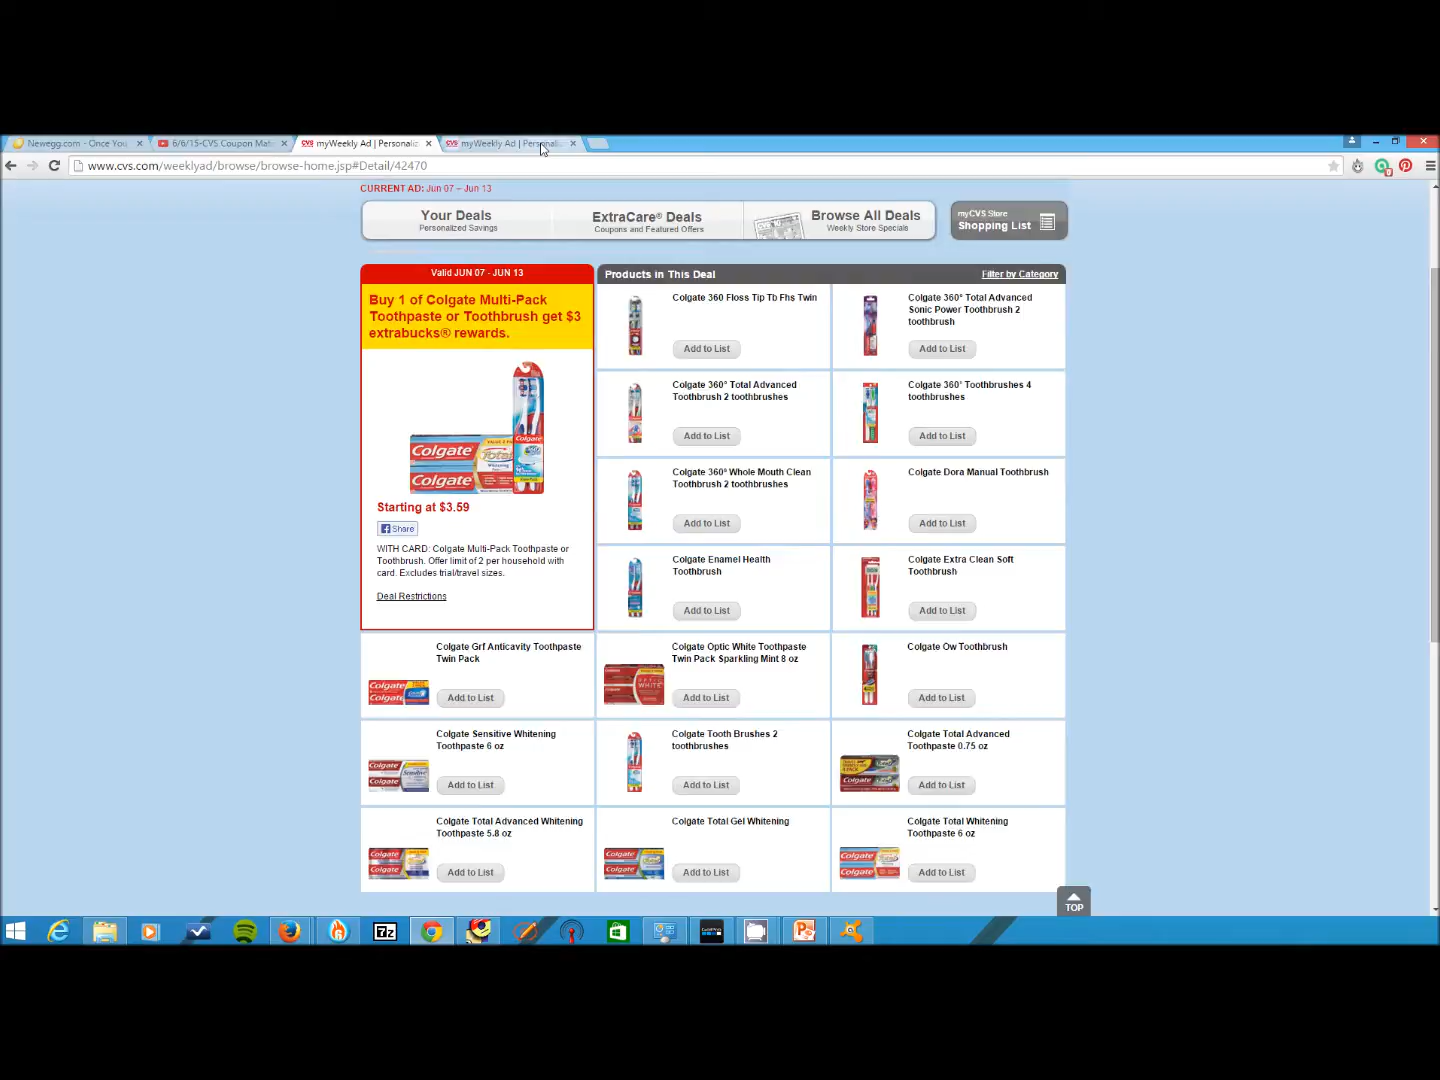 Newegg.com - Once You
6/6/15-CVS Coupon Mat
myWeekly Ad | Personaliz
myWeekly Ad | Personaliz
www.cvs.com/weeklyad/browse/browse-home.jsp#Detail/42470
CURRENT AD: Jun 07 – Jun 13
Your Deals
Personalized Savings
ExtraCare® Deals
Coupons and Featured Offers
Browse All Deals
Weekly Store Specials
myCVS Store
Shopping List
Valid JUN 07 - JUN 13
Buy 1 of Colgate Multi-Pack
Toothpaste or Toothbrush get $3
extrabucks® rewards.
Starting at $3.59
Share
WITH CARD: Colgate Multi-Pack Toothpaste or
Toothbrush. Offer limit of 2 per household with
card. Excludes trial/travel sizes.
Deal Restrictions
Products in This Deal
Filter by Category
Colgate 360 Floss Tip Tb Fhs Twin
Add to List
Colgate 360° Total Advanced
Sonic Power Toothbrush 2
toothbrush
Add to List
Colgate 360° Total Advanced
Toothbrush 2 toothbrushes
Add to List
Colgate 360° Toothbrushes 4
toothbrushes
Add to List
Colgate 360° Whole Mouth Clean
Toothbrush 2 toothbrushes
Add to List
Colgate Dora Manual Toothbrush
Add to List
Colgate Enamel Health
Toothbrush
Add to List
Colgate Extra Clean Soft
Toothbrush
Add to List
Colgate Grf Anticavity Toothpaste
Twin Pack
Add to List
Colgate Optic White Toothpaste
Twin Pack Sparkling Mint 8 oz
Add to List
Colgate Ow Toothbrush
Add to List
Colgate Sensitive Whitening
Toothpaste 6 oz
Add to List
Colgate Tooth Brushes 2
toothbrushes
Add to List
Colgate Total Advanced
Toothpaste 0.75 oz
Add to List
Colgate Total Advanced Whitening
Toothpaste 5.8 oz
Add to List
Colgate Total Gel Whitening
Add to List
Colgate Total Whitening
Toothpaste 6 oz
Add to List
TOP